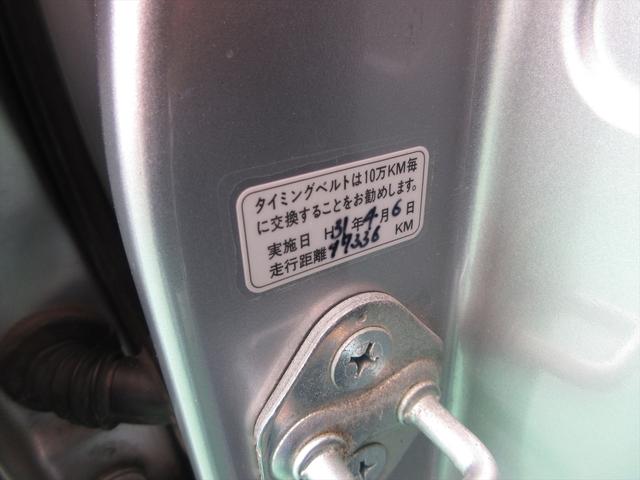 タイミングベルトは10万KM毎
に交換することをお勧めします。
実施日 H31年4月6日
走行距離 97336 KM